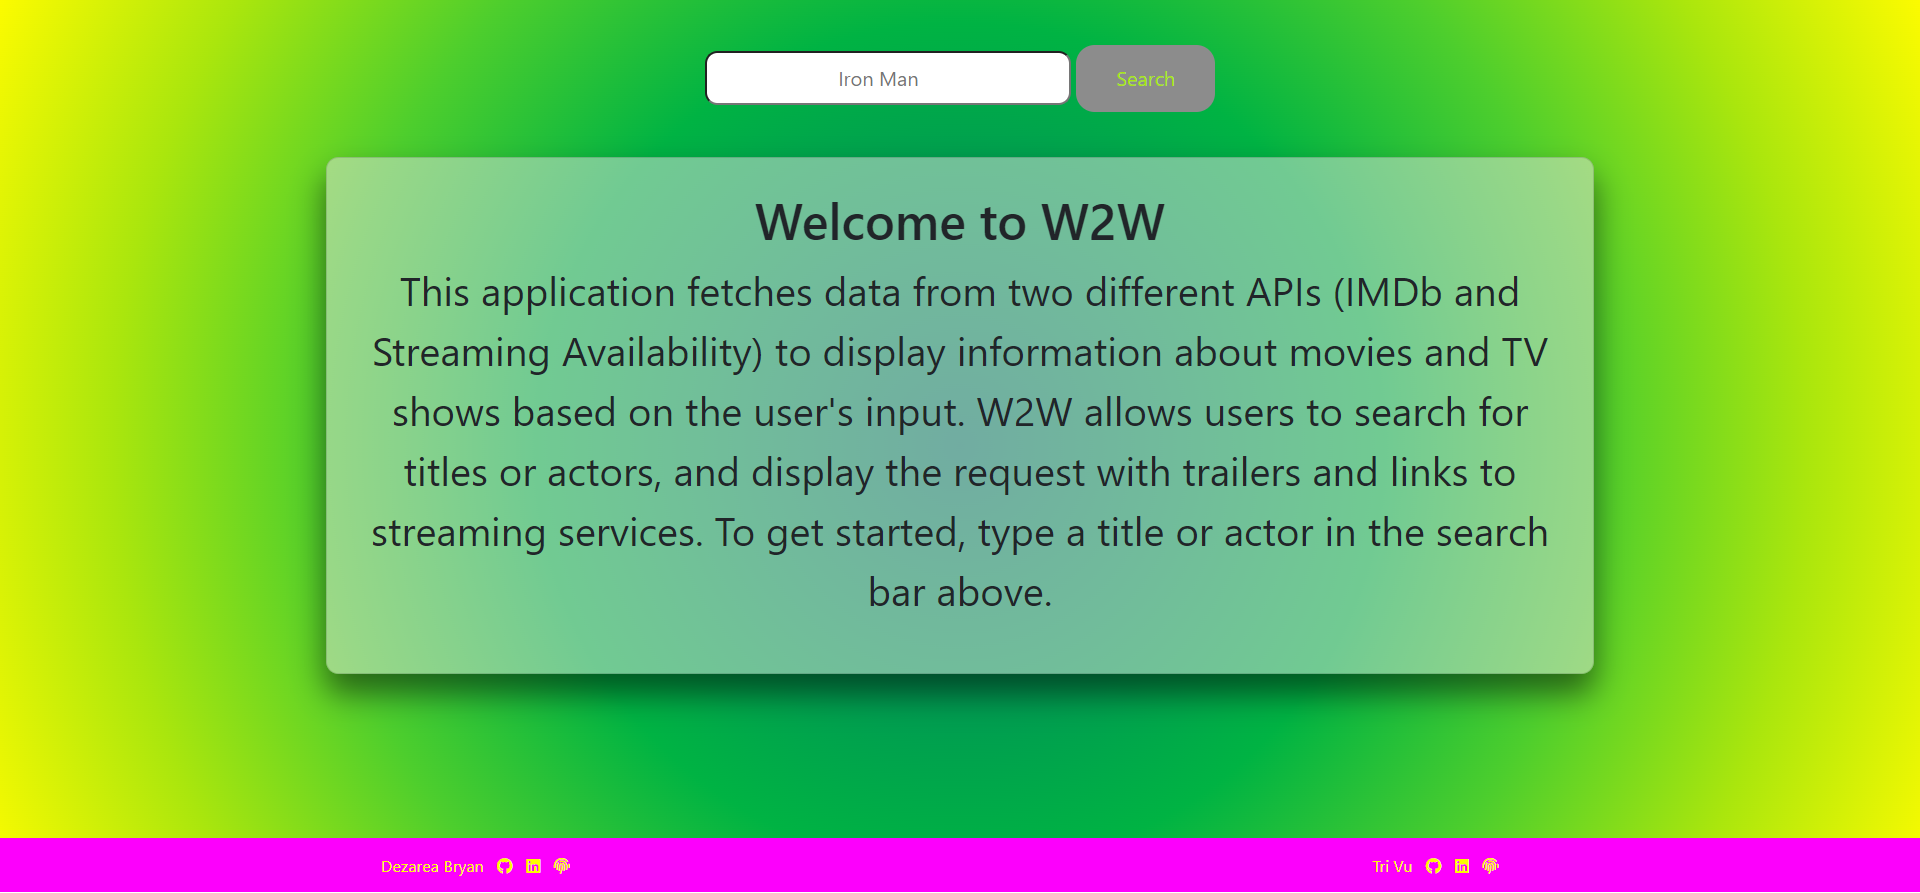 Iron Man
Search
Welcome to W2W
This application fetches data from two different APIs (IMDb and
Streaming Availability) to display information about movies and TV
shows based on the user's input. W2W allows users to search for
titles or actors, and display the request with trailers and links to
streaming services. To get started, type a title or actor in the search
bar above.
Dezarea Bryan
Tri Vu